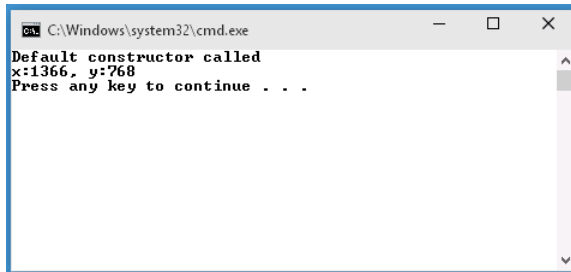 C:\Windows\system32\cmd.exe
Default constructor called
x:1366, y:768
Press any key to continue . . .